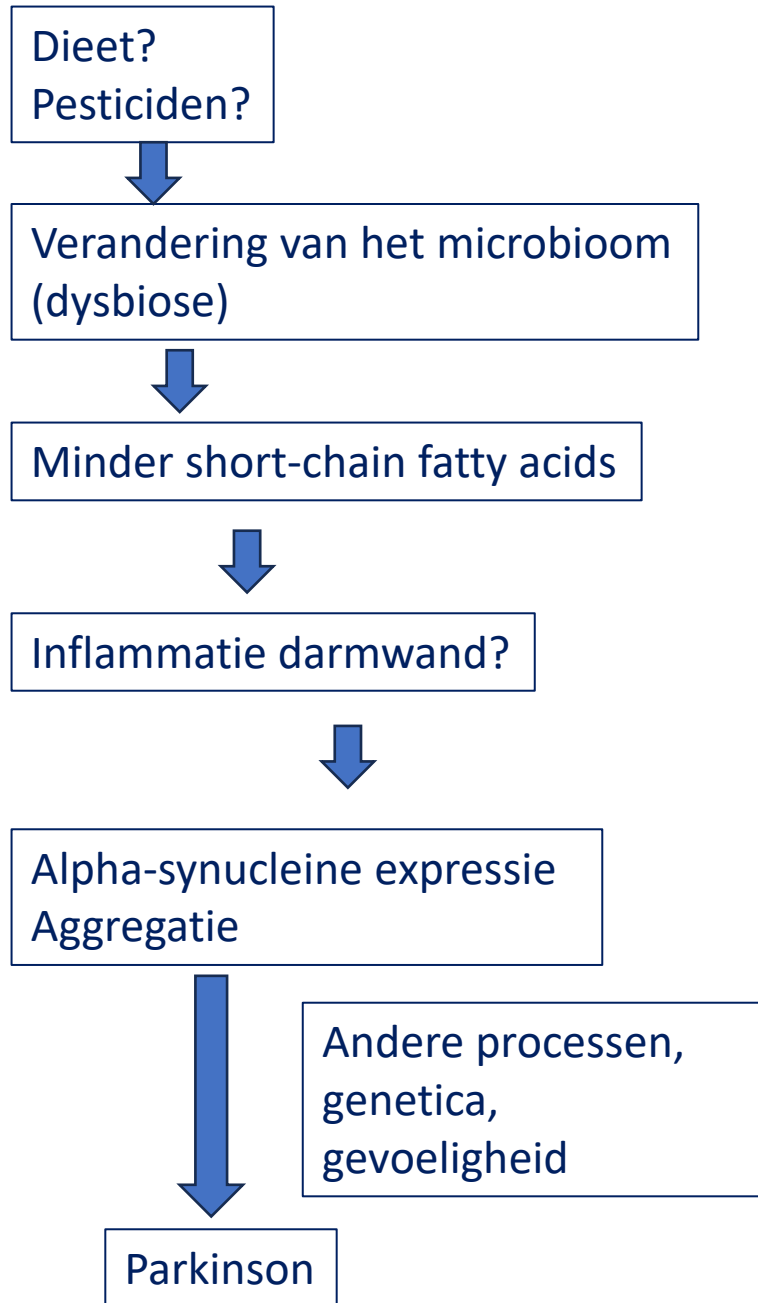 Dieet?
Pesticiden?
Verandering van het microbioom
(dysbiose)
Minder short-chain fatty acids
Inflammatie darmwand?
Alpha-synucleine expressie
Aggregatie
Andere processen,
genetica,
gevoeligheid
Parkinson